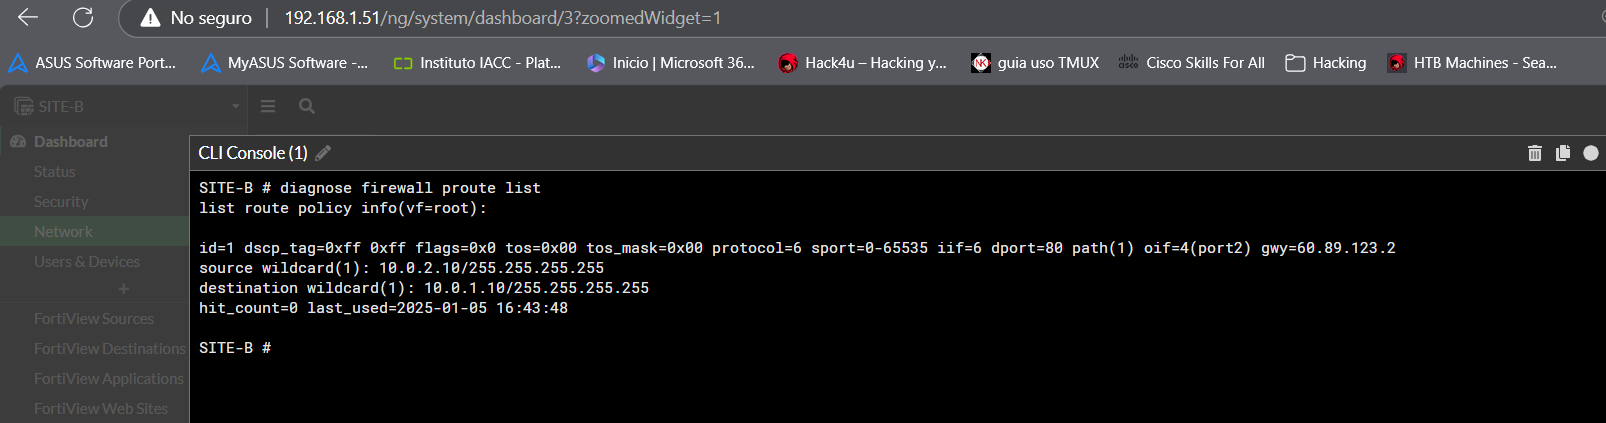 No seguro 192.168.1.51/ng/system/dashboard/3?zoomedWidget=1
ASUS Software Port... MyASUS Software -... Instituto IACC - Plat... Inicio | Microsoft 36... Hack4u – Hacking y... NK guia uso TMUX cisco Cisco Skills For All Hacking HTB Machines - Sea...
SITE-B
Dashboard
Status
Security
Network
Users & Devices
+
FortiView Sources
FortiView Destinations
FortiView Applications
FortiView Web Sites
CLI Console (1)
SITE-B # diagnose firewall proute list
list route policy info(vf=root):
id=1 dscp_tag=0xff 0xff flags=0x0 tos=0x00 tos_mask=0x00 protocol=6 sport=0-65535 iif=6 dport=80 path(1) oif=4(port2) gwy=60.89.123.2
source wildcard(1): 10.0.2.10/255.255.255.255
destination wildcard(1): 10.0.1.10/255.255.255.255
hit_count=0 last_used=2025-01-05 16:43:48
SITE-B #